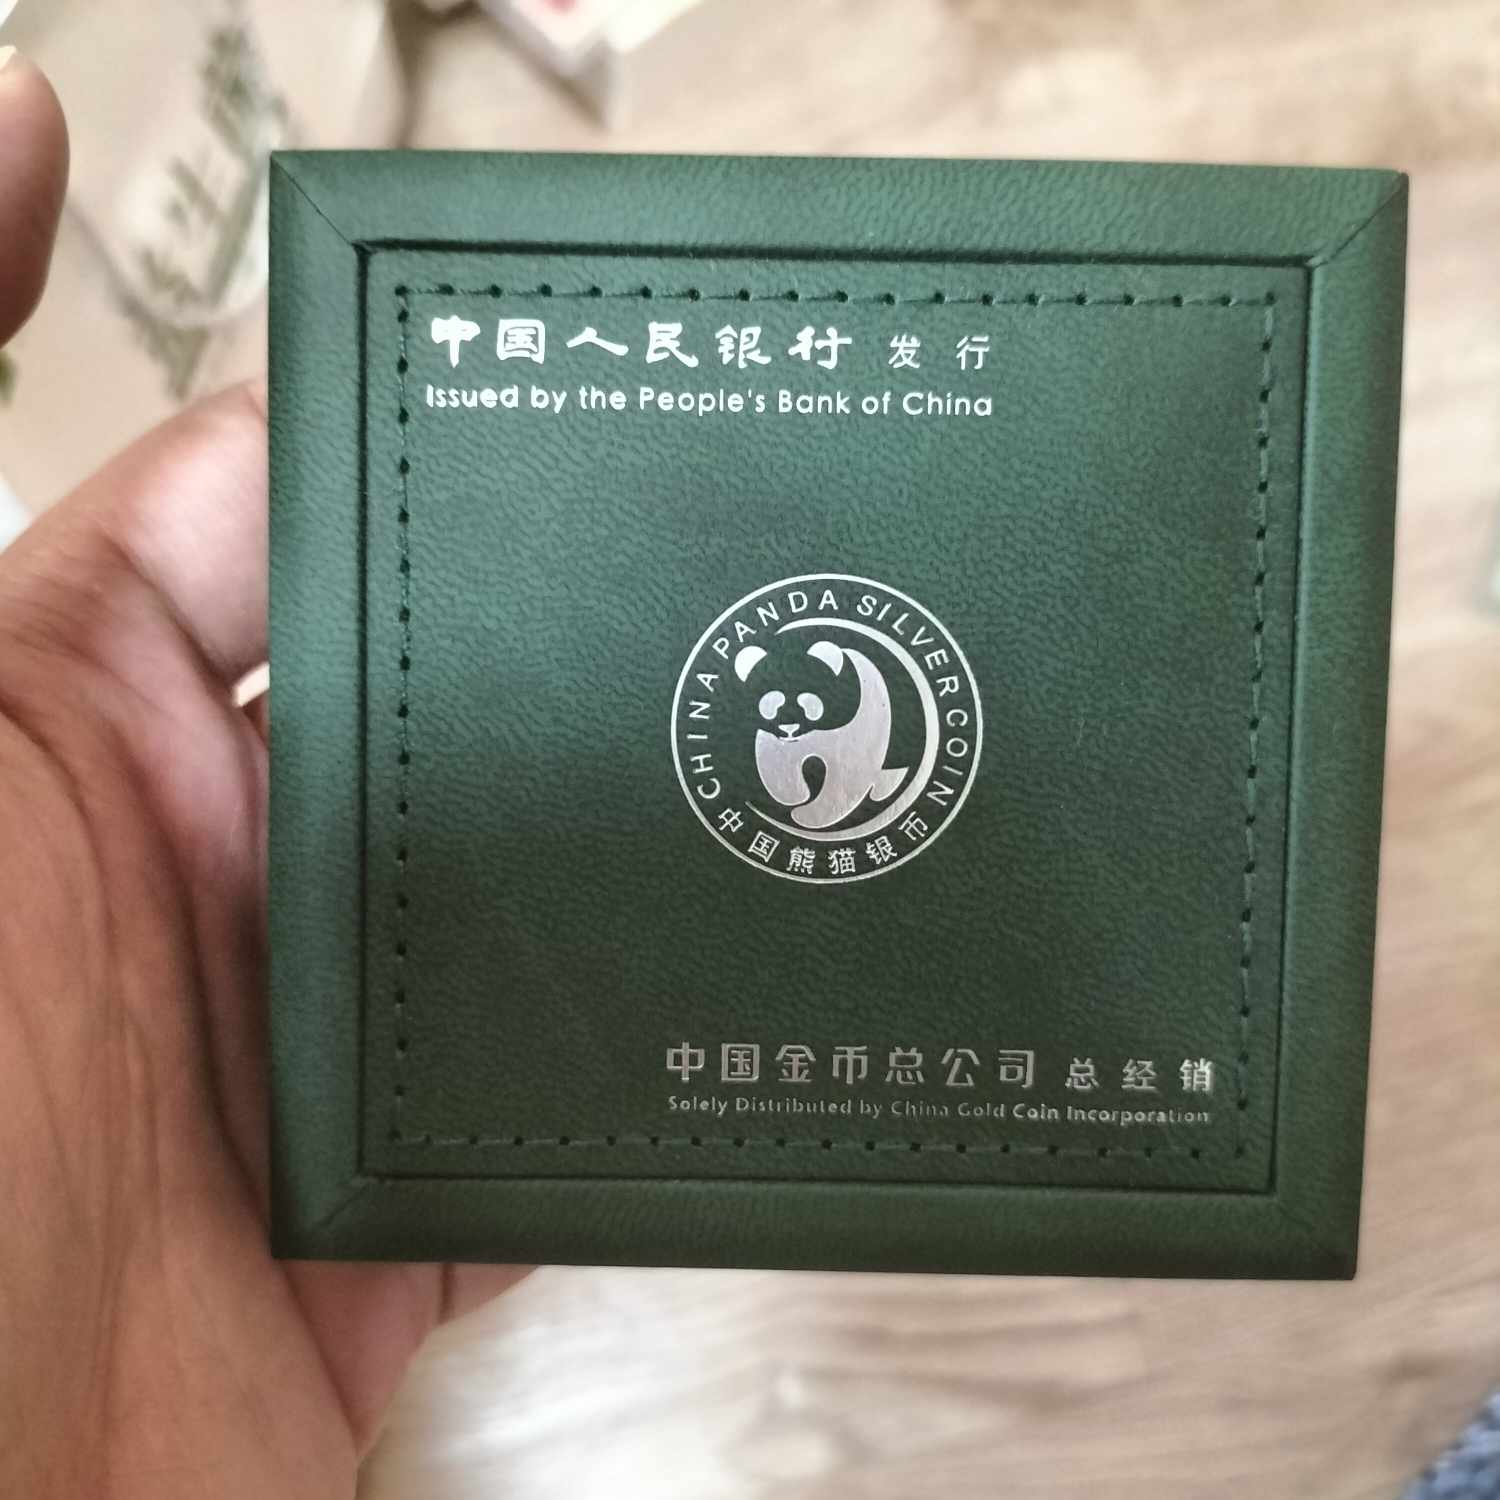 中国人民银行 发行
Issued by the People's Bank of China
CHINA PANDA SILVER COIN
中国熊猫银币
中国金币总公司 总经销
Solely Distributed by China Gold Coin Incorporation